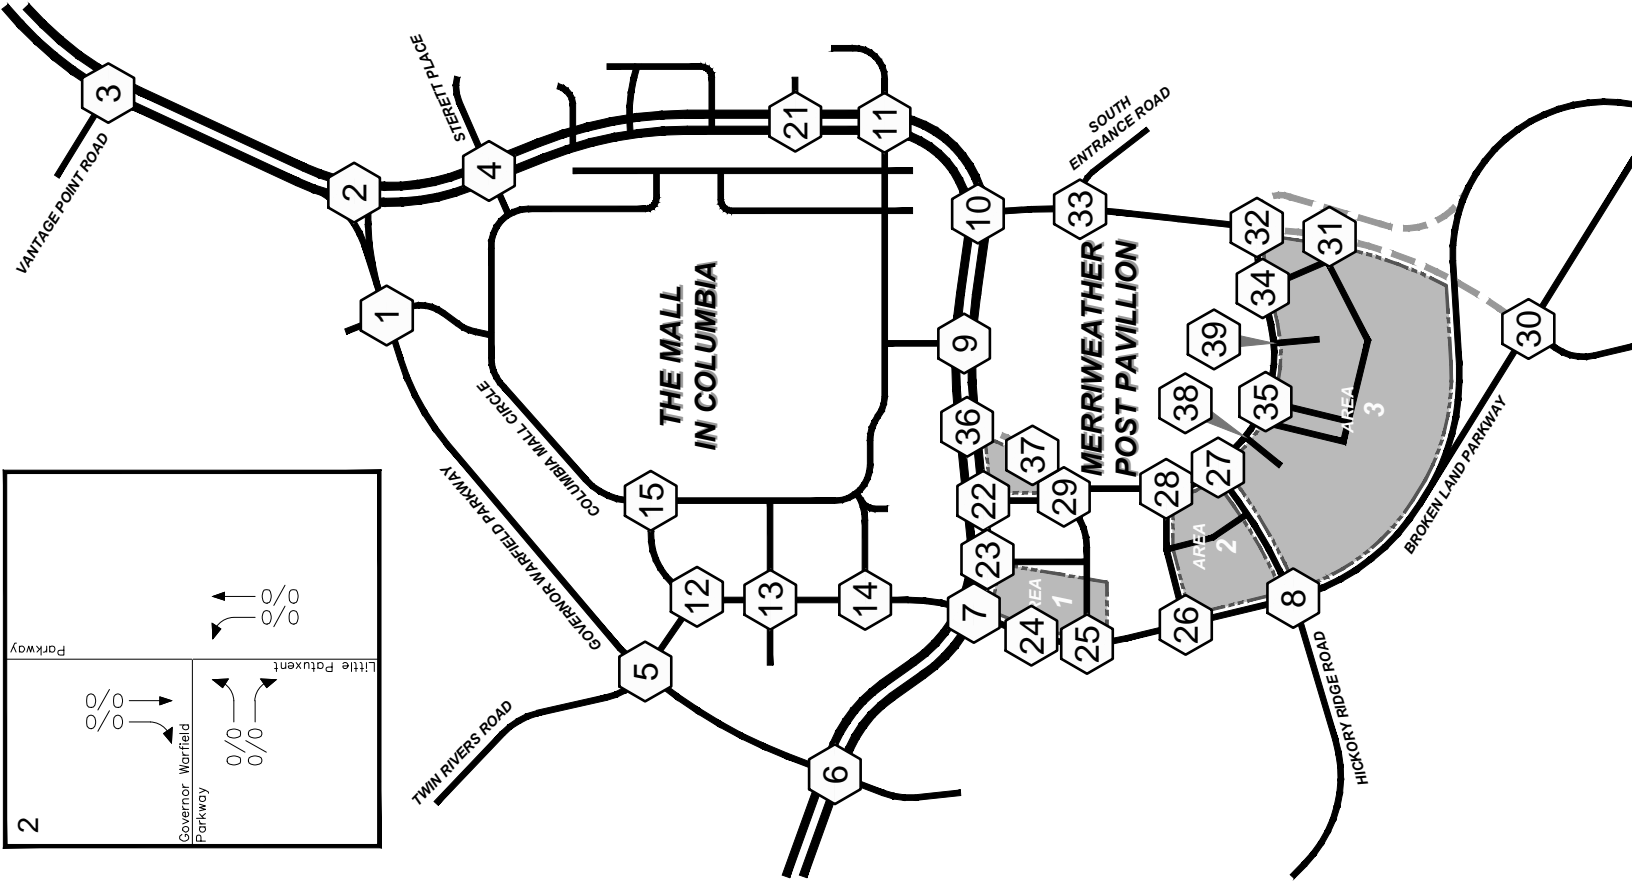 3
VANTAGE POINT ROAD
2
STERETT PLACE
4
21
11
SOUTH
ENTRANCE ROAD
10
33
32
31
34
1
THE MALL
IN COLUMBIA
9
MERRIWEATHER
POST PAVILLION
39
38
35
30
AREA
3
COLUMBIA MALL CIRCLE
GOVERNOR WARFIELD PARKWAY
15
36
37
22
29
28
27
BROKEN LAND PARKWAY
23
AREA
2
12
13
14
7
AREA
1
24
25
26
8
5
TWIN RIVERS ROAD
6
HICKORY RIDGE ROAD
2
Governor Warfield
Parkway
Little Patuxent
Parkway
0/0
0/0
0/0
0/0
0/0
0/0